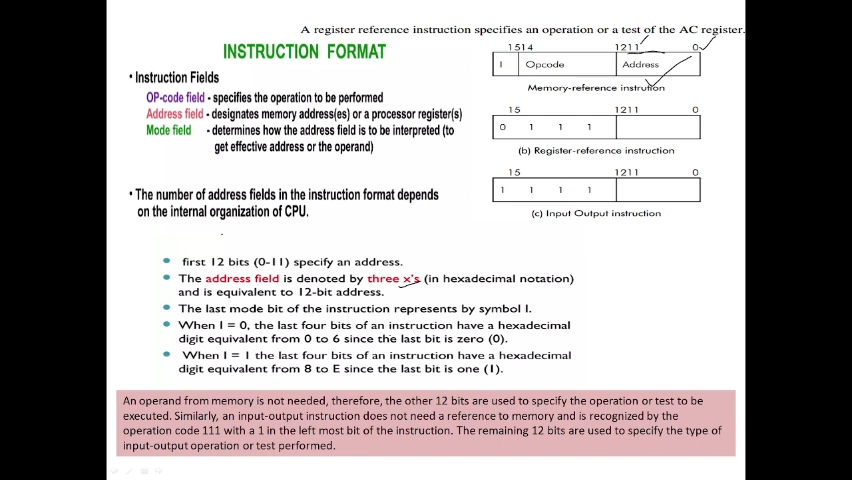 A register reference instruction specifies an operation or a test of the AC register.
INSTRUCTION FORMAT
• Instruction Fields
OP-code field - specifies the operation to be performed
Address field - designates memory address(es) or a processor register(s)
Mode field - determines how the address field is to be interpreted (to
get effective address or the operand)
• The number of address fields in the instruction format depends
on the internal organization of CPU.
1514 1211 0
I Opcode Address
Memory-reference instrution
15 1211 0
0 1 1 1
(b) Register-reference instruction
15 1211 0
1 1 1 1
(c) Input Output instruction
• first 12 bits (0-11) specify an address.
• The address field is denoted by three x's (in hexadecimal notation)
and is equivalent to 12-bit address.
• The last mode bit of the instruction represents by symbol I.
• When I = 0, the last four bits of an instruction have a hexadecimal
digit equivalent from 0 to 6 since the last bit is zero (0).
• When I = 1 the last four bits of an instruction have a hexadecimal
digit equivalent from 8 to E since the last bit is one (1).
An operand from memory is not needed, therefore, the other 12 bits are used to specify the operation or test to be
executed. Similarly, an input-output instruction does not need a reference to memory and is recognized by the
operation code 111 with a 1 in the left most bit of the instruction. The remaining 12 bits are used to specify the type of
input-output operation or test performed.